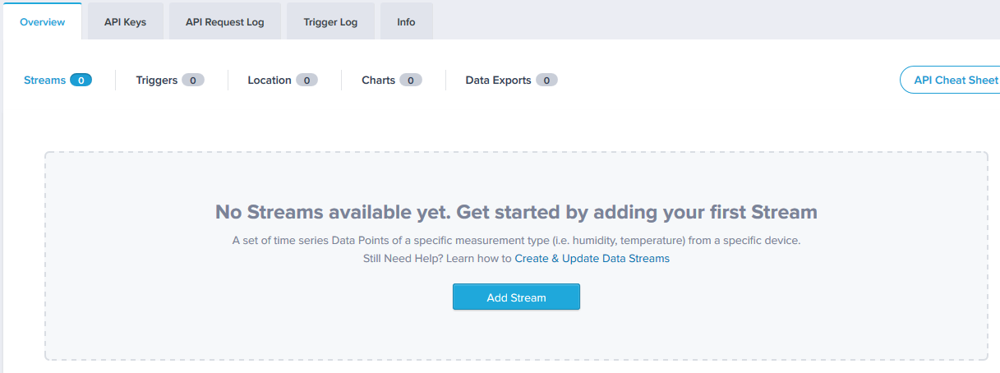 Overview API Keys API Request Log Trigger Log Info
Streams 0 Triggers 0 Location 0 Charts 0 Data Exports 0 API Cheat Sheet
No Streams available yet. Get started by adding your first Stream
A set of time series Data Points of a specific measurement type (i.e. humidity, temperature) from a specific device.
Still Need Help? Learn how to Create & Update Data Streams
Add Stream